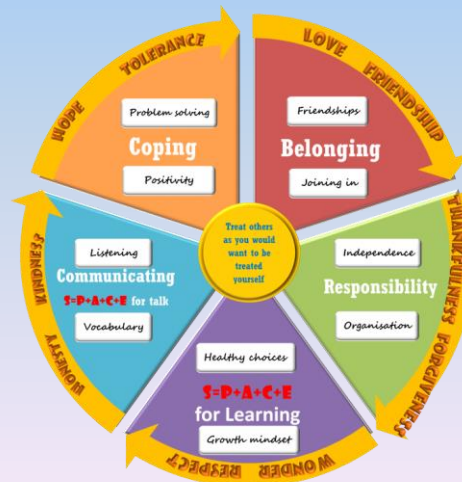 HOPE TOLERANCE
LOVE FRIENDSHIP
THANKFULNESS FORGIVENESS
WONDER RESPECT
HONESTY KINDNESS
Problem solving
Coping
Positivity
Friendships
Belonging
Joining in
Independence
Responsibility
Organisation
Healthy choices
S=P+A+C+E
for Learning
Growth mindset
Listening
Communicating
S=P+A+C+E for talk
Vocabulary
Treat others
as you would
want to be
treated
yourself